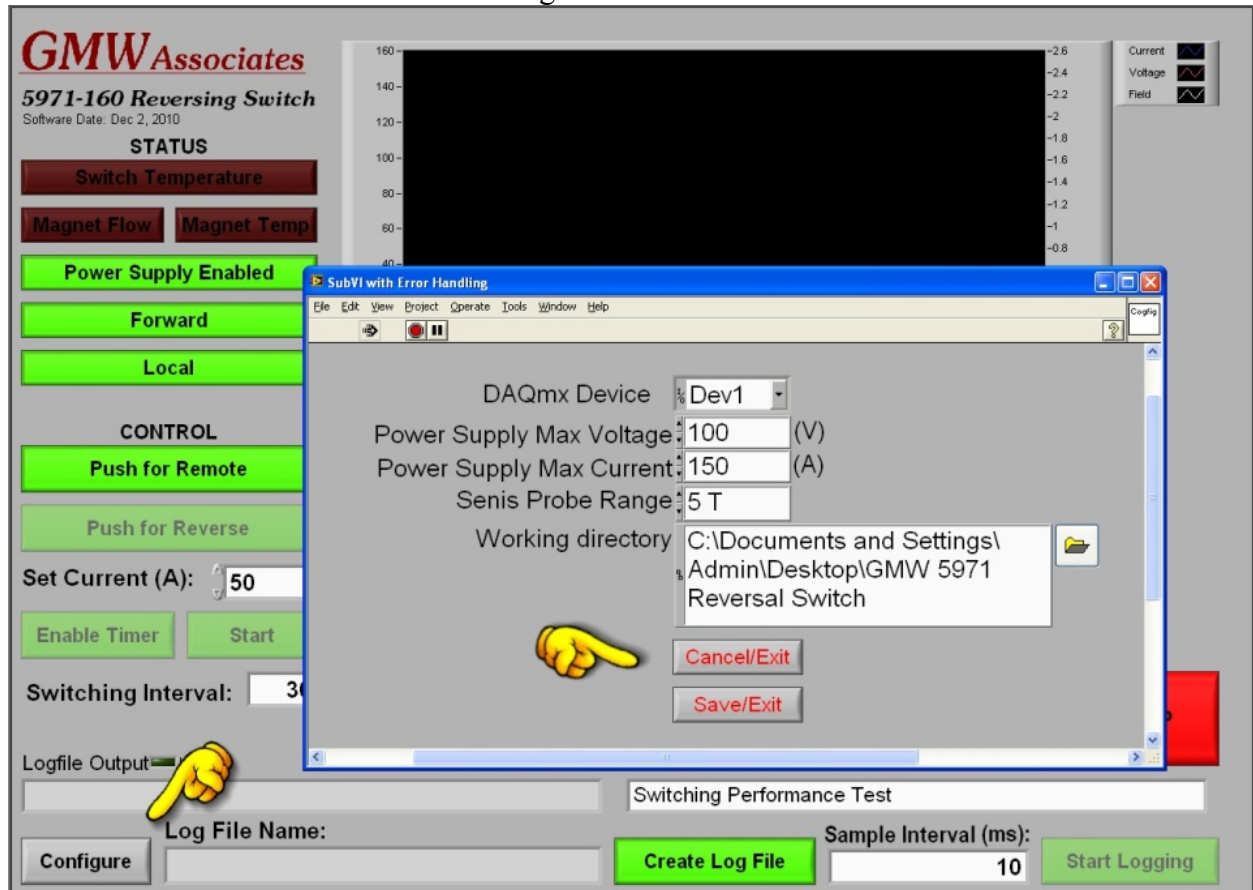 GMW Associates
5971-160 Reversing Switch
Software Date: Dec 2, 2010
STATUS
Switch Temperature
Magnet Flow Magnet Temp
Power Supply Enabled
Forward
Local
CONTROL
Push for Remote
Push for Reverse
Set Current (A): 50
Enable Timer Start
Switching Interval:
Logfile Output
Configure
Log File Name:
160
140
120
100
80
60
40
2.6
2.4
2.2
2
1.8
1.6
1.4
1.2
1
0.8
Current
Voltage
Field
SubVI with Error Handling
File Edit View Project Operate Tools Window Help
?
Cogfig
DAQmx Device Dev1
Power Supply Max Voltage 100 (V)
Power Supply Max Current 150 (A)
Senis Probe Range 5 T
Working directory C:\Documents and Settings\
Admin\Desktop\GMW 5971
Reversal Switch
Cancel/Exit
Save/Exit
Switching Performance Test
Create Log File
Sample Interval (ms):
10
Start Logging